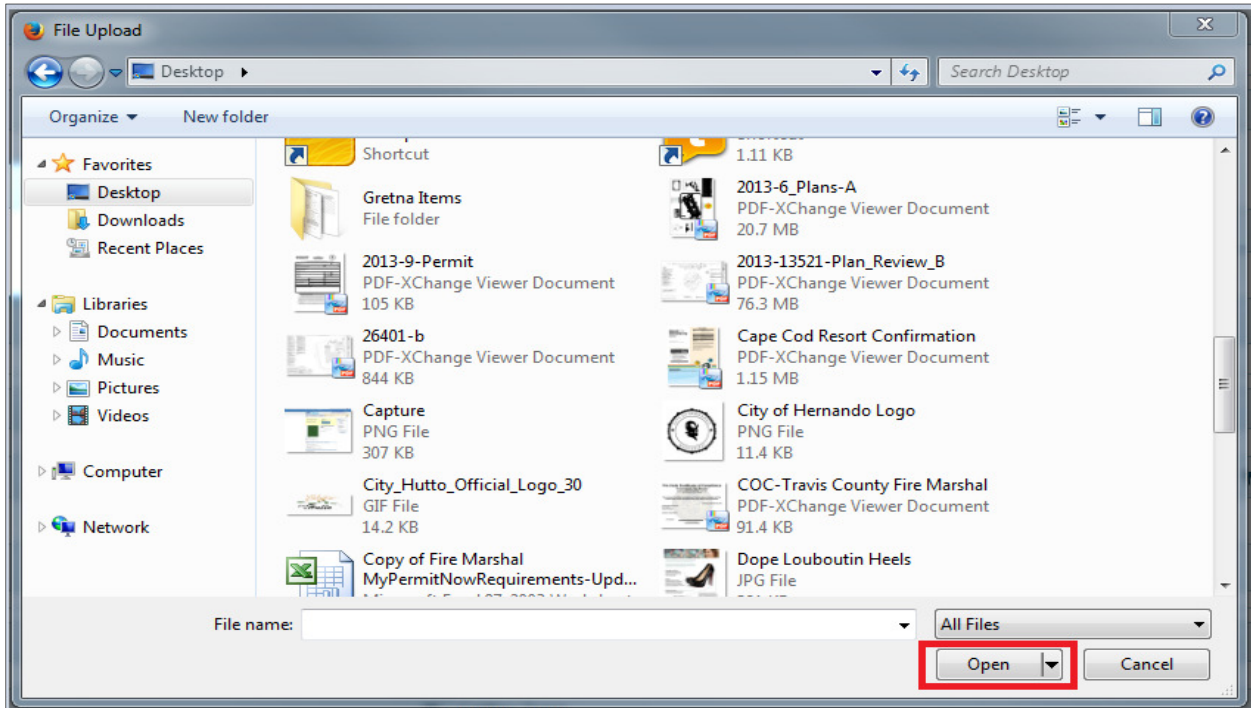 File Upload
Desktop
Search Desktop
Organize
New folder
Favorites
Desktop
Downloads
Recent Places
Libraries
Documents
Music
Pictures
Videos
Computer
Network
Shortcut
1.11 KB
Gretna Items
File folder
2013-6_Plans-A
PDF-XChange Viewer Document
20.7 MB
2013-9-Permit
PDF-XChange Viewer Document
105 KB
2013-13521-Plan_Review_B
PDF-XChange Viewer Document
76.3 MB
26401-b
PDF-XChange Viewer Document
844 KB
Cape Cod Resort Confirmation
PDF-XChange Viewer Document
1.15 MB
Capture
PNG File
307 KB
City of Hernando Logo
PNG File
11.4 KB
City_Hutto_Official_Logo_30
GIF File
14.2 KB
COC-Travis County Fire Marshal
PDF-XChange Viewer Document
91.4 KB
Copy of Fire Marshal
MyPermitNowRequirements-Upd...
Dope Louboutin Heels
JPG File
File name:
All Files
Open
Cancel